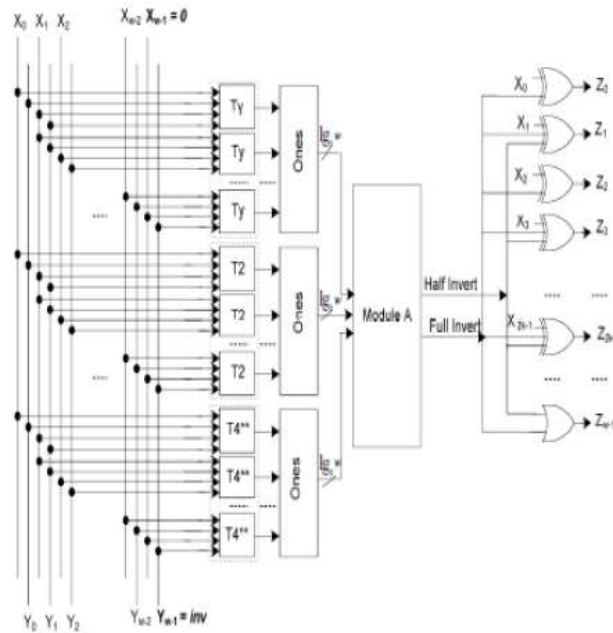 X0 X1 X2 Xw-2 Xw-1 = 0
Ty
Ty
Ty
Ones
w
T2
T2
T2
Ones
w
T4**
T4**
T4**
Ones
w
Module A
Half Invert
Full Invert
X0 Z0
X1 Z1
X2 Z2
X3 Z3
X2k-1
Zw-1
Y0 Y1 Y2 Yw-2 Yw-1 = inv